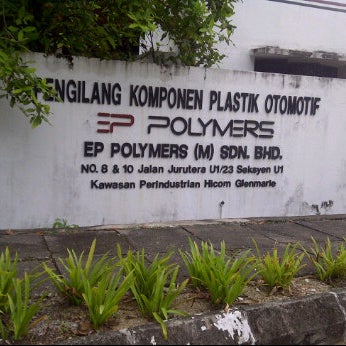 PENGILANG KOMPONEN PLASTIK OTOMOTIF
EP POLYMERS
EP POLYMERS (M) SDN. BHD.
NO. 8 & 10 Jalan Jurutera U1/23 Seksyen U1
Kawasan Perindustrian Hicom Glenmarie